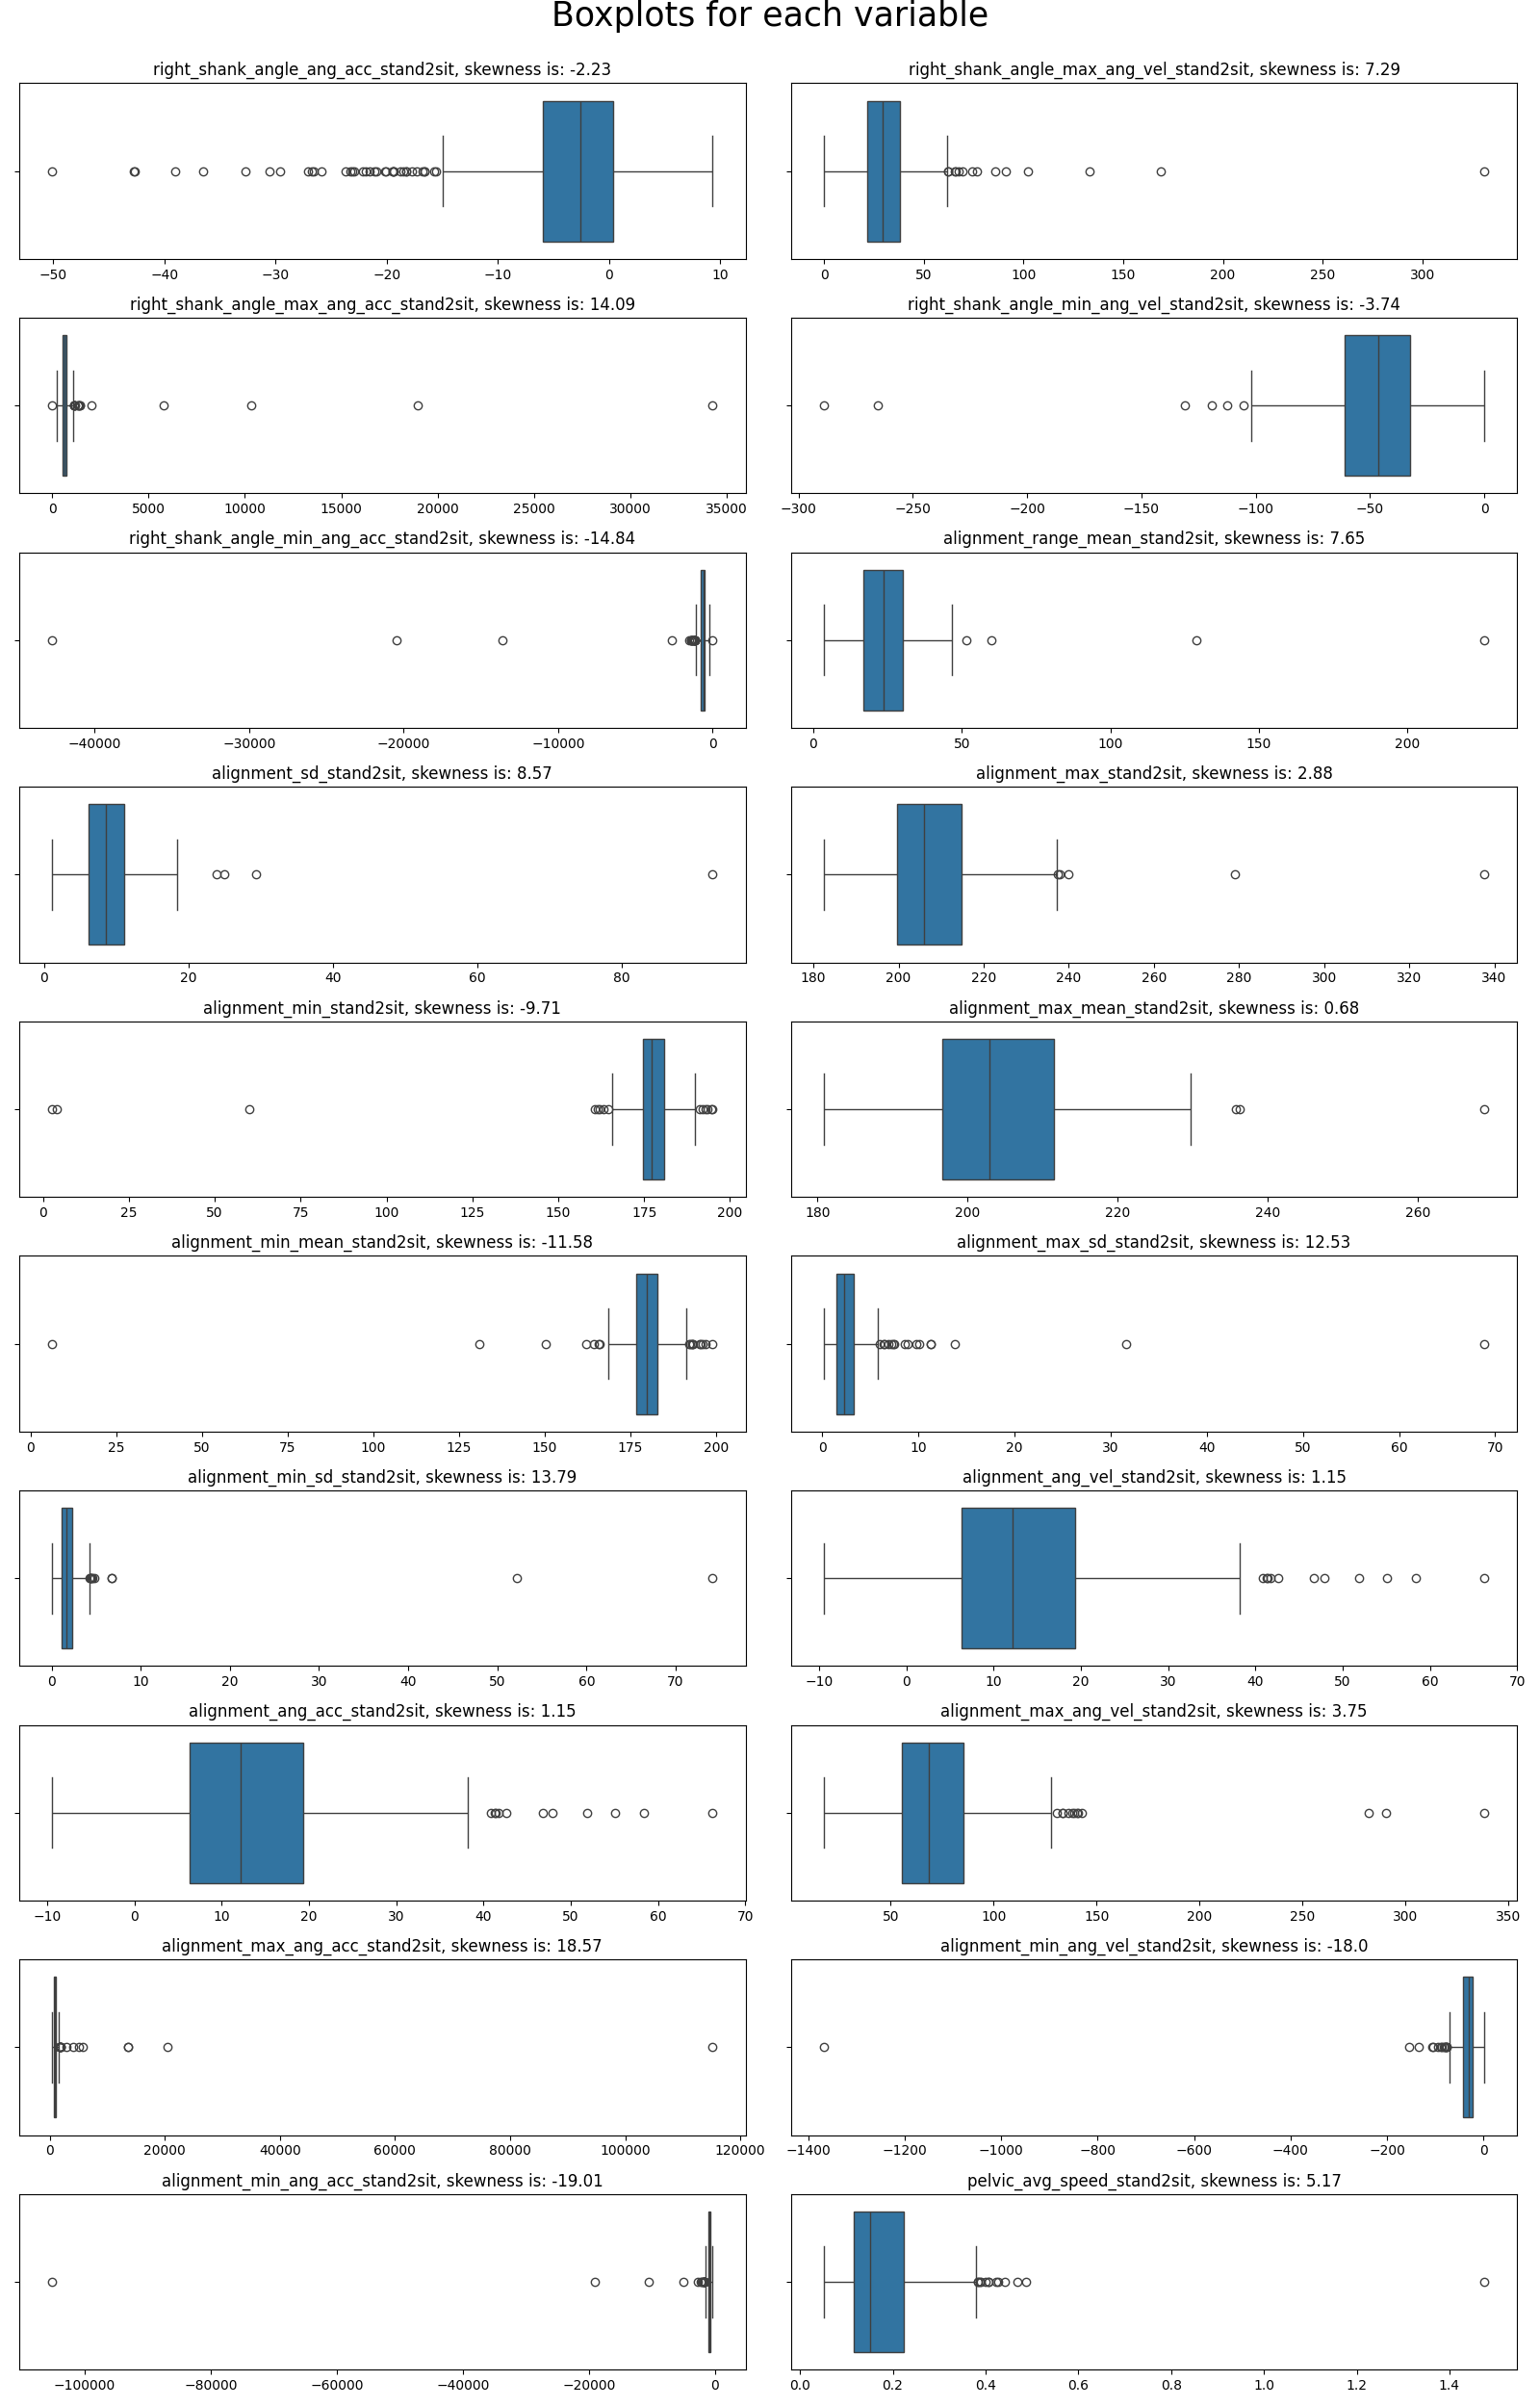 Boxplots for each variable
right_shank_angle_ang_acc_stand2sit, skewness is: -2.23
−50 −40 −30 −20 −10 0 10
right_shank_angle_max_ang_vel_stand2sit, skewness is: 7.29
0 50 100 150 200 250 300
right_shank_angle_max_ang_acc_stand2sit, skewness is: 14.09
0 5000 10000 15000 20000 25000 30000 35000
right_shank_angle_min_ang_vel_stand2sit, skewness is: -3.74
−300 −250 −200 −150 −100 −50 0
right_shank_angle_min_ang_acc_stand2sit, skewness is: -14.84
−40000 −30000 −20000 −10000 0
alignment_range_mean_stand2sit, skewness is: 7.65
0 50 100 150 200
alignment_sd_stand2sit, skewness is: 8.57
0 20 40 60 80
alignment_max_stand2sit, skewness is: 2.88
180 200 220 240 260 280 300 320 340
alignment_min_stand2sit, skewness is: -9.71
0 25 50 75 100 125 150 175 200
alignment_max_mean_stand2sit, skewness is: 0.68
180 200 220 240 260
alignment_min_mean_stand2sit, skewness is: -11.58
0 25 50 75 100 125 150 175 200
alignment_max_sd_stand2sit, skewness is: 12.53
0 10 20 30 40 50 60 70
alignment_min_sd_stand2sit, skewness is: 13.79
0 10 20 30 40 50 60 70
alignment_ang_vel_stand2sit, skewness is: 1.15
−10 0 10 20 30 40 50 60 70
alignment_ang_acc_stand2sit, skewness is: 1.15
−10 0 10 20 30 40 50 60 70
alignment_max_ang_vel_stand2sit, skewness is: 3.75
50 100 150 200 250 300 350
alignment_max_ang_acc_stand2sit, skewness is: 18.57
0 20000 40000 60000 80000 100000 120000
alignment_min_ang_vel_stand2sit, skewness is: -18.0
−1400 −1200 −1000 −800 −600 −400 −200 0
alignment_min_ang_acc_stand2sit, skewness is: -19.01
−100000 −80000 −60000 −40000 −20000 0
pelvic_avg_speed_stand2sit, skewness is: 5.17
0.0 0.2 0.4 0.6 0.8 1.0 1.2 1.4